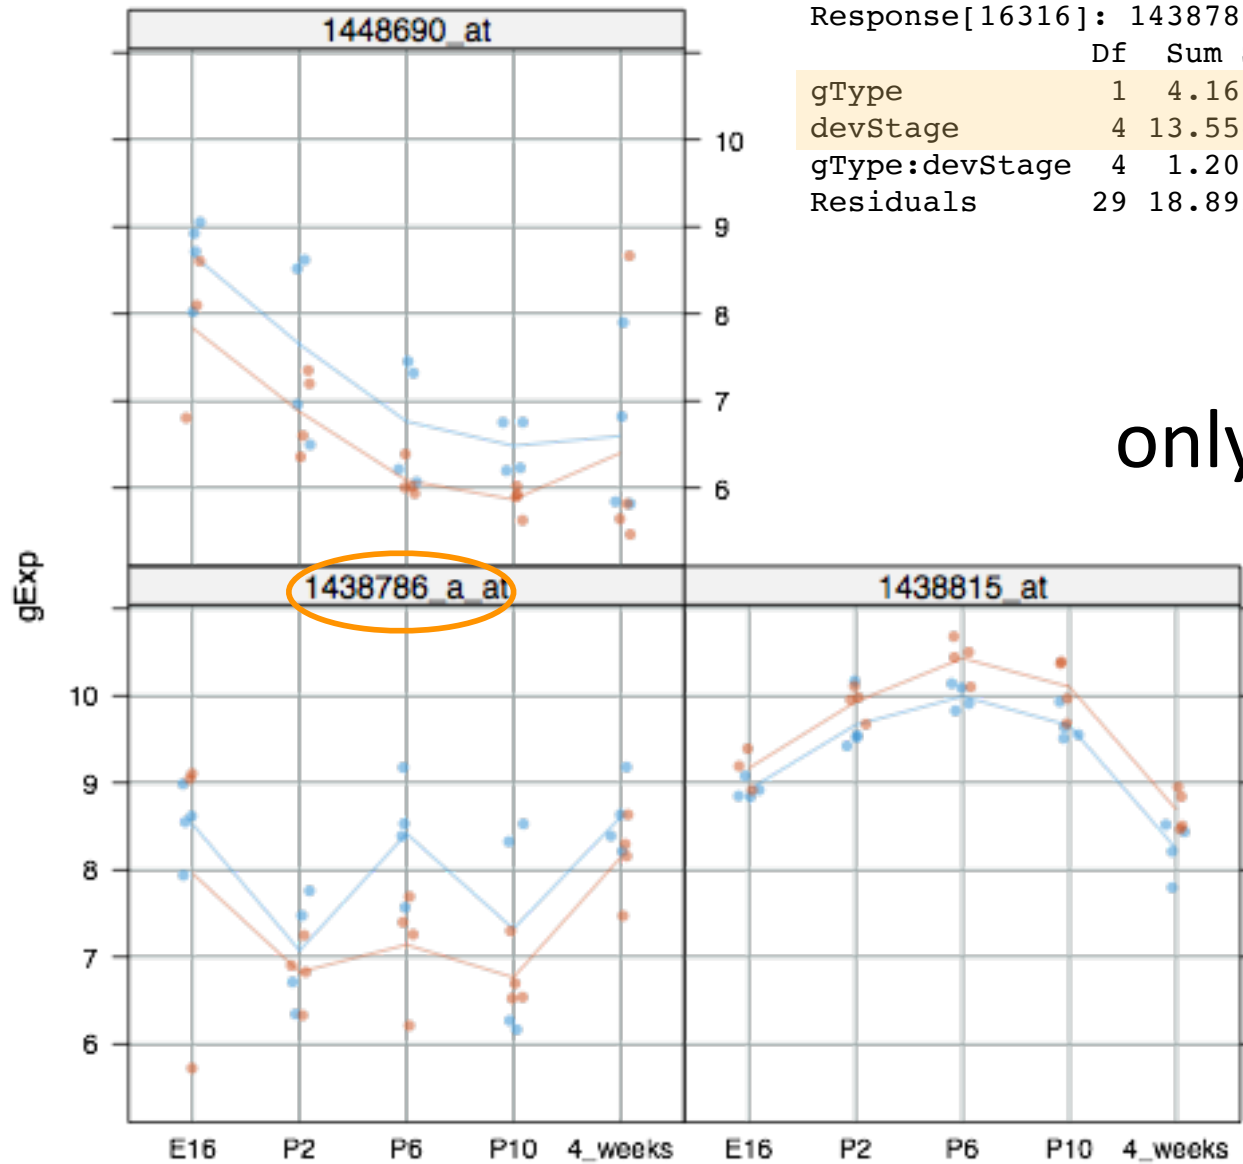 1448690_at
Response[16316]: 143878
Df Sum
gType 1 4.16
devStage 4 13.55
gType:devStage 4 1.20
Residuals 29 18.89
10
9
8
7
6
only
gExp
1438786_a_at
1438815_at
10
9
8
7
6
E16 P2 P6 P10 4_weeks
E16 P2 P6 P10 4_weeks